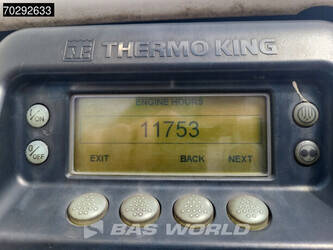 70292633
THERMO KING
ENGINE HOURS
I/ON
11753
O/OFF
EXIT BACK NEXT
BAS WORLD